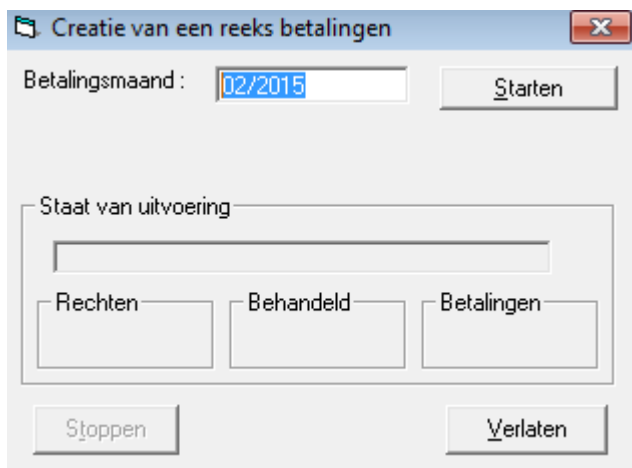 Creatie van een reeks betalingen
Betalingsmaand : 02/2015 Starten
Staat van uitvoering
Rechten Behandeld Betalingen
Stoppen Verlaten